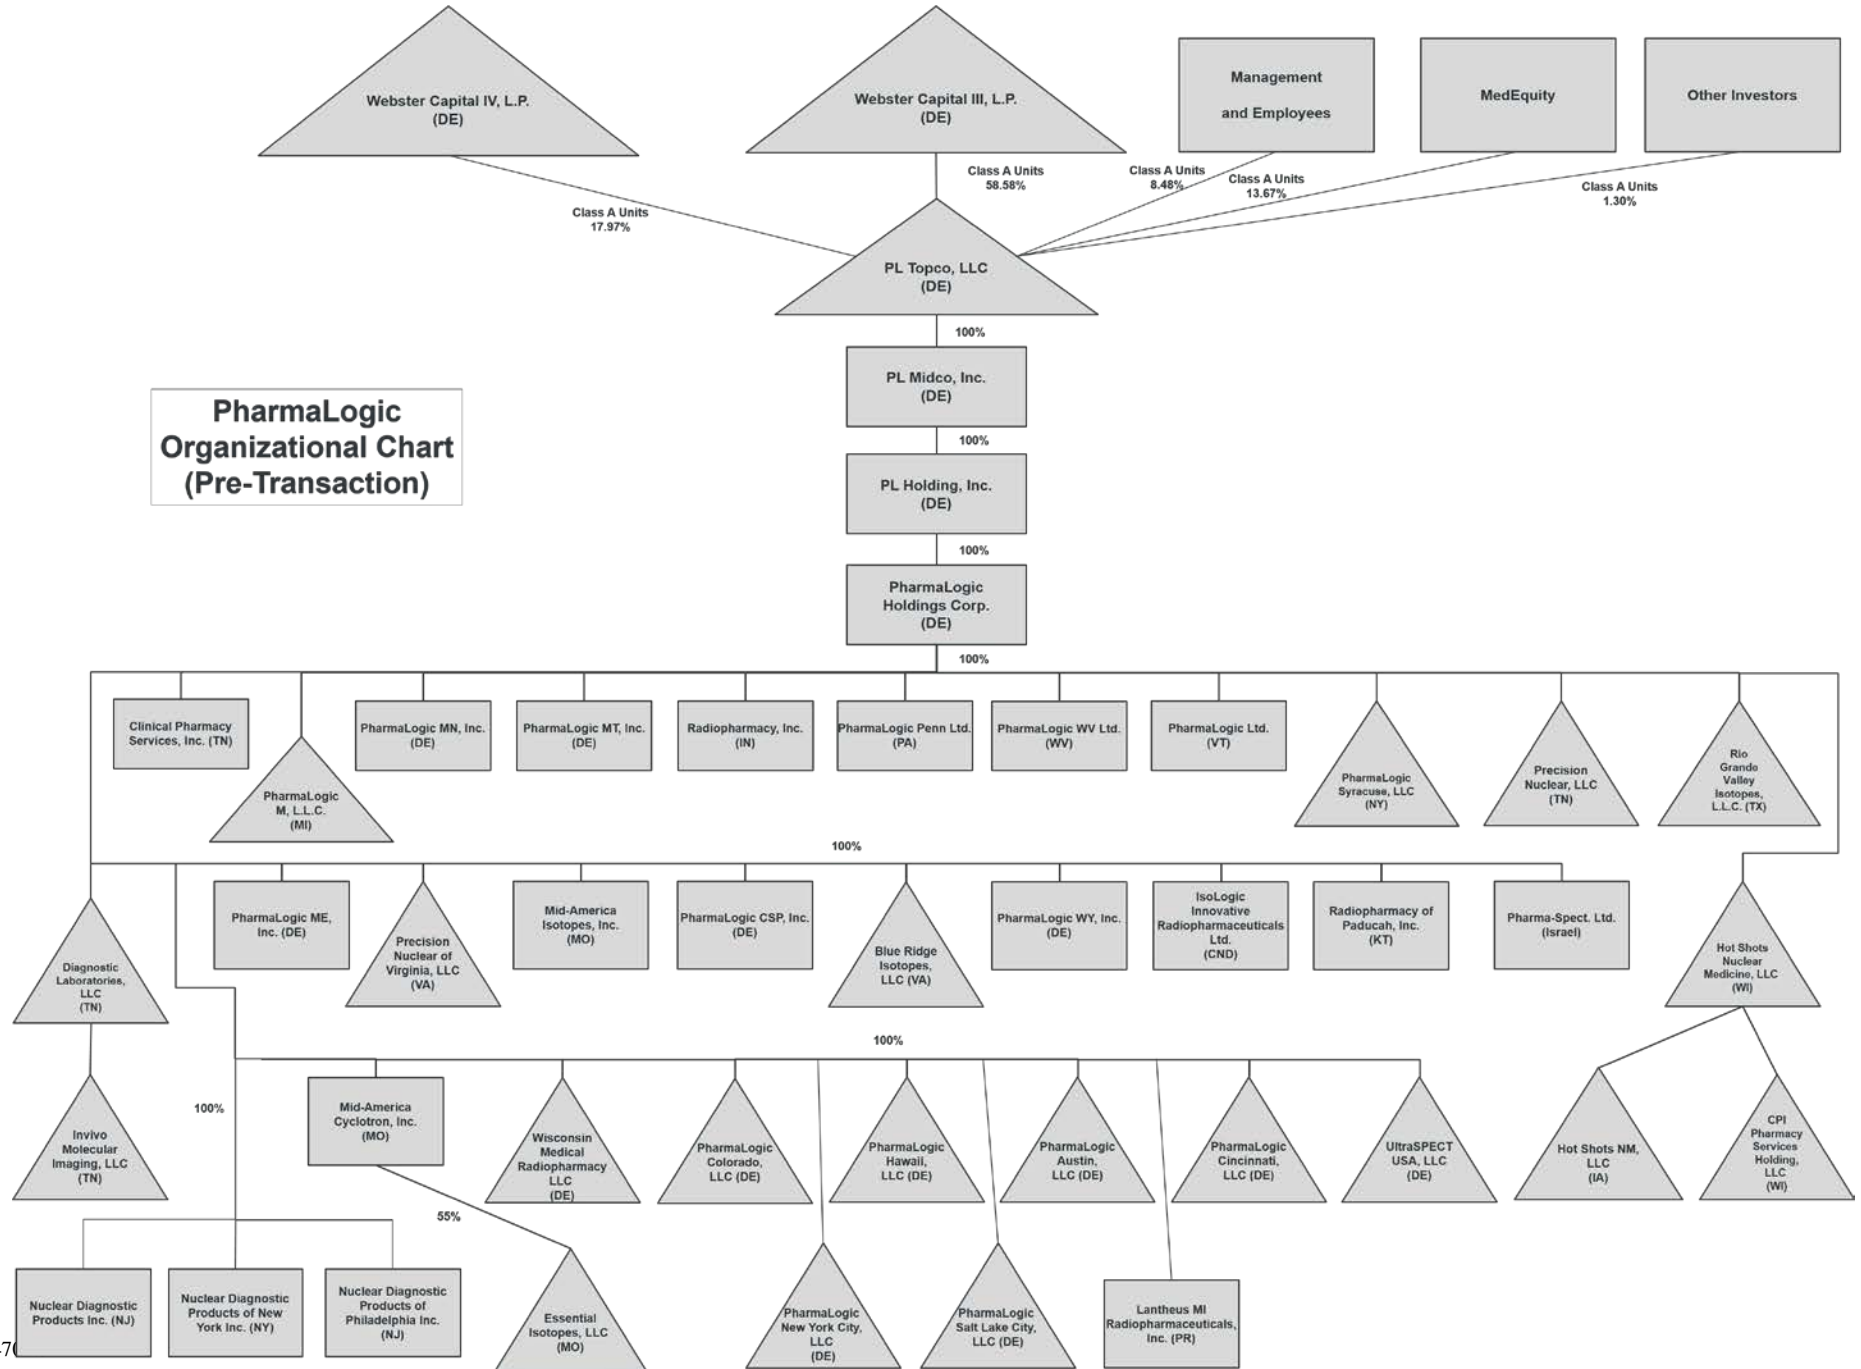 Webster Capital IV, L.P.
(DE)
Webster Capital III, L.P.
(DE)
Management
and Employees
MedEquity
Other Investors
Class A Units
17.97%
Class A Units
58.58%
Class A Units
8.48%
Class A Units
13.67%
Class A Units
1.30%
PL Topco, LLC
(DE)
100%
PL Midco, Inc.
(DE)
100%
PharmaLogic
Organizational Chart
(Pre-Transaction)
PL Holding, Inc.
(DE)
100%
PharmaLogic
Holdings Corp.
(DE)
100%
Clinical Pharmacy
Services, Inc. (TN)
PharmaLogic
M, L.L.C.
(MI)
PharmaLogic MN, Inc.
(DE)
PharmaLogic MT, Inc.
(DE)
Radiopharmacy, Inc.
(IN)
PharmaLogic Penn Ltd.
(PA)
PharmaLogic WV Ltd.
(WV)
PharmaLogic Ltd.
(VT)
PharmaLogic
Syracuse, LLC
(NY)
Precision
Nuclear, LLC
(TN)
Rio
Grande
Valley
Isotopes,
L.L.C. (TX)
100%
Diagnostic
Laboratories,
LLC
(TN)
PharmaLogic ME,
Inc. (DE)
Precision
Nuclear of
Virginia, LLC
(VA)
Mid-America
Isotopes, Inc.
(MO)
PharmaLogic CSP, Inc.
(DE)
Blue Ridge
Isotopes,
LLC (VA)
PharmaLogic WY, Inc.
(DE)
IsoLogic
Innovative
Radiopharmaceuticals
Ltd.
(CND)
Radiopharmacy of
Paducah, Inc.
(KT)
Pharma-Spect. Ltd.
(Israel)
Hot Shots
Nuclear
Medicine, LLC
(WI)
100%
100%
Invivo
Molecular
Imaging, LLC
(TN)
Mid-America
Cyclotron, Inc.
(MO)
Wisconsin
Medical
Radiopharmacy
LLC
(DE)
PharmaLogic
Colorado,
LLC (DE)
PharmaLogic
Hawaii,
LLC (DE)
PharmaLogic
Austin,
LLC (DE)
PharmaLogic
Cincinnati,
LLC (DE)
UltraSPECT
USA, LLC
(DE)
Hot Shots NM,
LLC
(IA)
CPI
Pharmacy
Services
Holding,
LLC
(WI)
55%
Nuclear Diagnostic
Products Inc. (NJ)
Nuclear Diagnostic
Products of New
York Inc. (NY)
Nuclear Diagnostic
Products of
Philadelphia Inc.
(NJ)
Essential
Isotopes, LLC
(MO)
PharmaLogic
New York City,
LLC
(DE)
PharmaLogic
Salt Lake City,
LLC (DE)
Lantheus MI
Radiopharmaceuticals,
Inc. (PR)